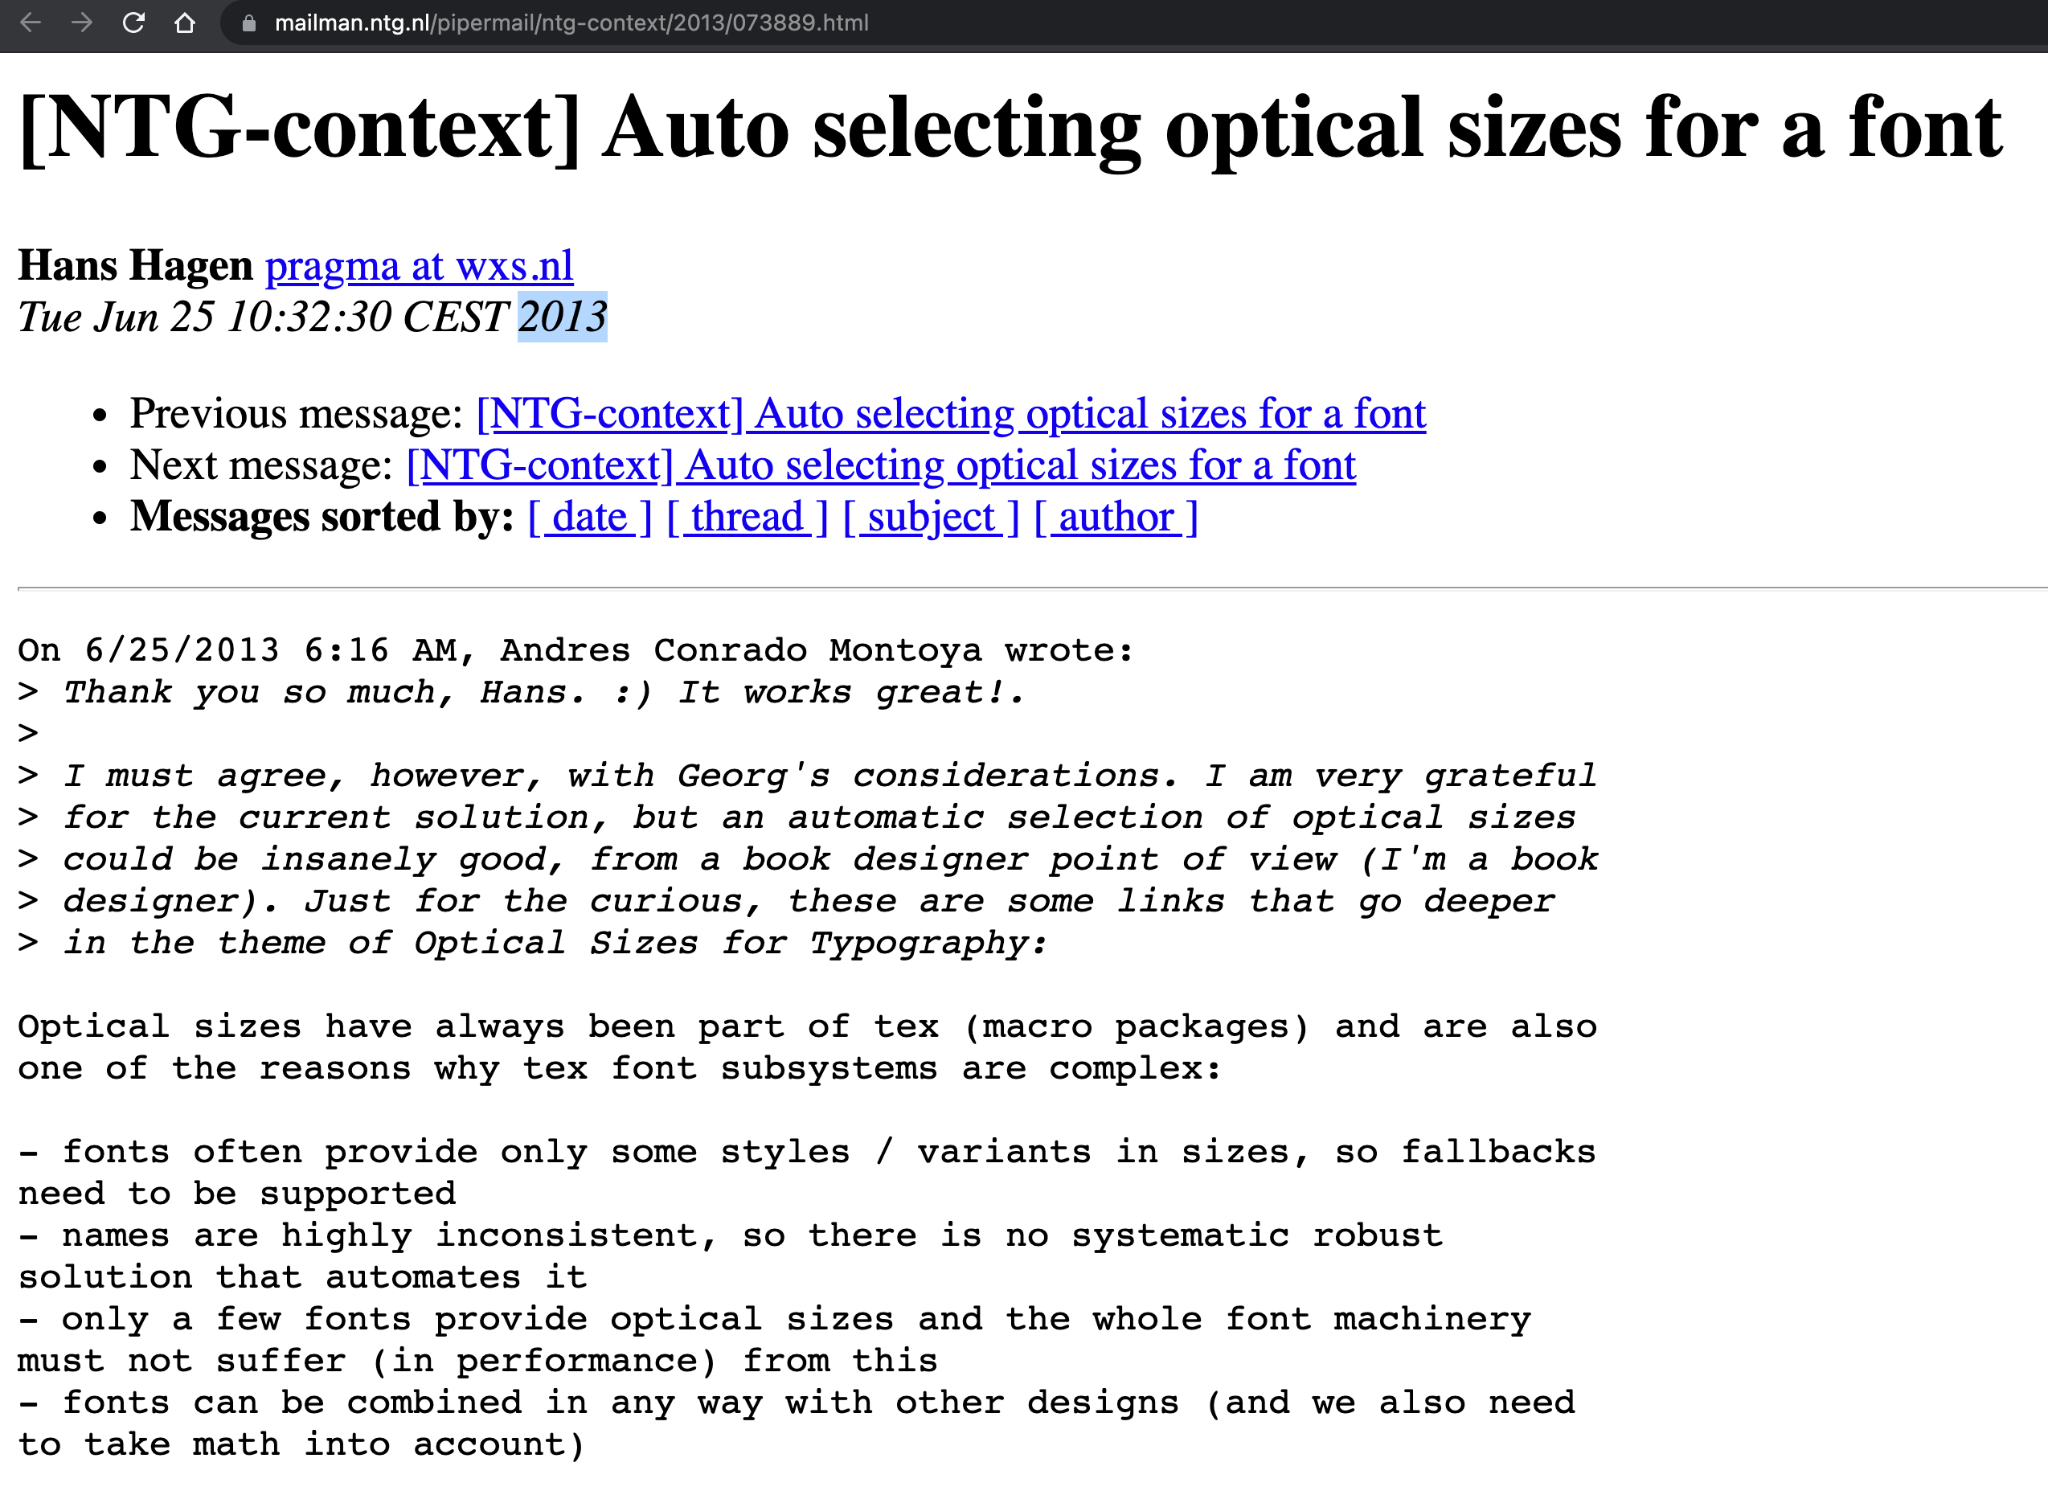 mailman.ntg.nl/pipermail/ntg-context/2013/073889.html
[NTG-context] Auto selecting optical sizes for a font
Hans Hagen pragma at wxs.nl
Tue Jun 25 10:32:30 CEST 2013
• Previous message: [NTG-context] Auto selecting optical sizes for a font
• Next message: [NTG-context] Auto selecting optical sizes for a font
• Messages sorted by: [ date ] [ thread ] [ subject ] [ author ]
On 6/25/2013 6:16 AM, Andres Conrado Montoya wrote:
> Thank you so much, Hans. :) It works great!.
>
> I must agree, however, with Georg's considerations. I am very grateful
> for the current solution, but an automatic selection of optical sizes
> could be insanely good, from a book designer point of view (I'm a book
> designer). Just for the curious, these are some links that go deeper
> in the theme of Optical Sizes for Typography:
Optical sizes have always been part of tex (macro packages) and are also
one of the reasons why tex font subsystems are complex:
- fonts often provide only some styles / variants in sizes, so fallbacks
need to be supported
- names are highly inconsistent, so there is no systematic robust
solution that automates it
- only a few fonts provide optical sizes and the whole font machinery
must not suffer (in performance) from this
- fonts can be combined in any way with other designs (and we also need
to take math into account)